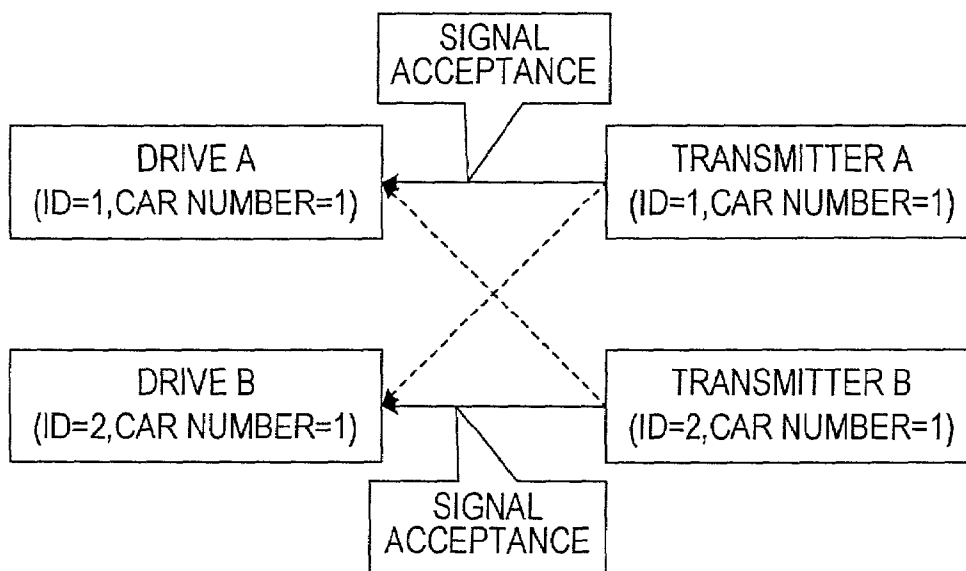 SIGNAL
ACCEPTANCE
DRIVE A
(ID=1,CAR NUMBER=1)
TRANSMITTER A
(ID=1,CAR NUMBER=1)
DRIVE B
(ID=2,CAR NUMBER=1)
TRANSMITTER B
(ID=2,CAR NUMBER=1)
SIGNAL
ACCEPTANCE